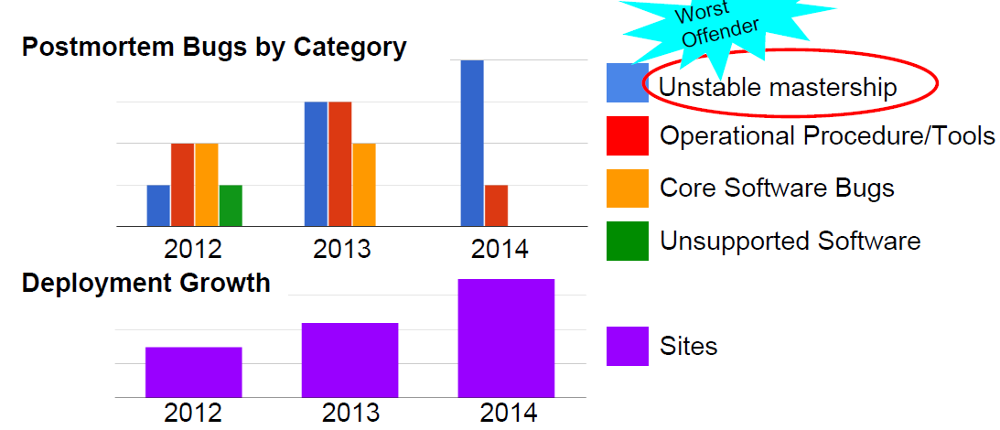 Worst
Offender
Postmortem Bugs by Category
Unstable mastership
Operational Procedure/Tools
Core Software Bugs
Unsupported Software
2012
2013
2014
Deployment Growth
Sites
2012
2013
2014